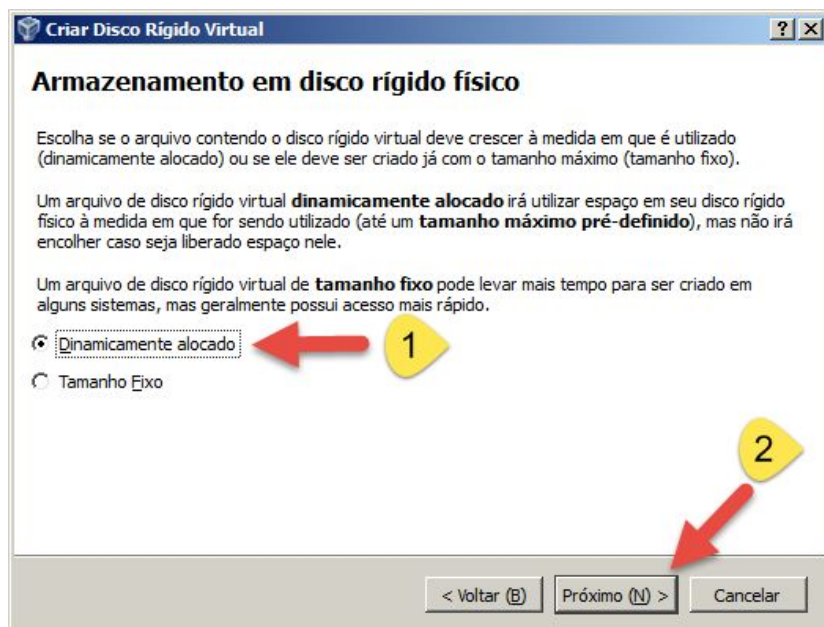 Criar Disco Rígido Virtual
Armazenamento em disco rígido físico
Escolha se o arquivo contendo o disco rígido virtual deve crescer à medida em que é utilizado
(dinamicamente alocado) ou se ele deve ser criado já com o tamanho máximo (tamanho fixo).
Um arquivo de disco rígido virtual dinamicamente alocado irá utilizar espaço em seu disco rígido
físico à medida em que for sendo utilizado (até um tamanho máximo pré-definido), mas não irá
encolher caso seja liberado espaço nele.
Um arquivo de disco rígido virtual de tamanho fixo pode levar mais tempo para ser criado em
alguns sistemas, mas geralmente possui acesso mais rápido.
Dinamicamente alocado
1
Tamanho Fixo
2
< Voltar (B) Próximo (N) > Cancelar